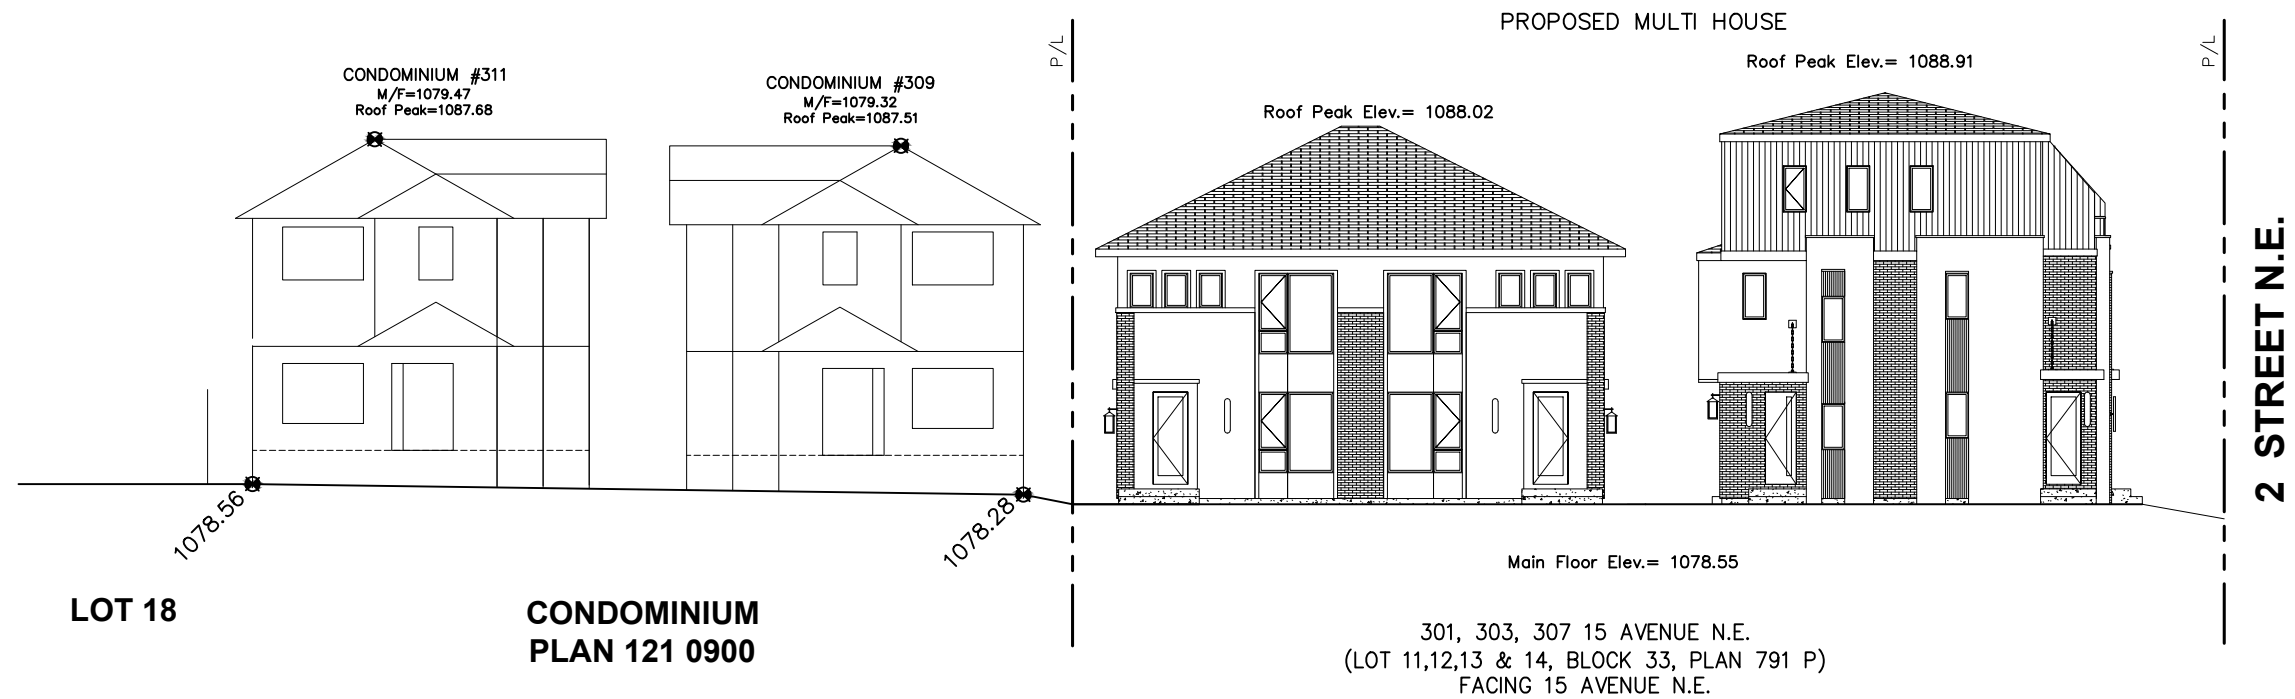 PROPOSED MULTI HOUSE
P/L
P/L
Roof Peak Elev.= 1088.91
CONDOMINIUM #311
M/F=1079.47
Roof Peak=1087.68
CONDOMINIUM #309
M/F=1079.32
Roof Peak=1087.51
Roof Peak Elev.= 1088.02
2 STREET N.E.
1078.56
1078.28
Main Floor Elev.= 1078.55
LOT 18
CONDOMINIUM
PLAN 121 0900
301, 303, 307 15 AVENUE N.E.
(LOT 11,12,13 & 14, BLOCK 33, PLAN 791 P)
FACING 15 AVENUE N.E.